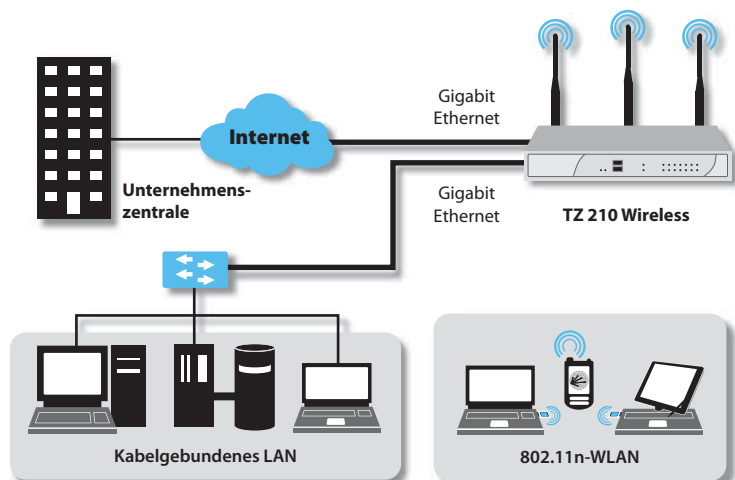 Gigabit
Ethernet
Internet
Unternehmens-
zentrale
Gigabit
Ethernet
TZ 210 Wireless
Kabelgebundenes LAN
802.11n-WLAN